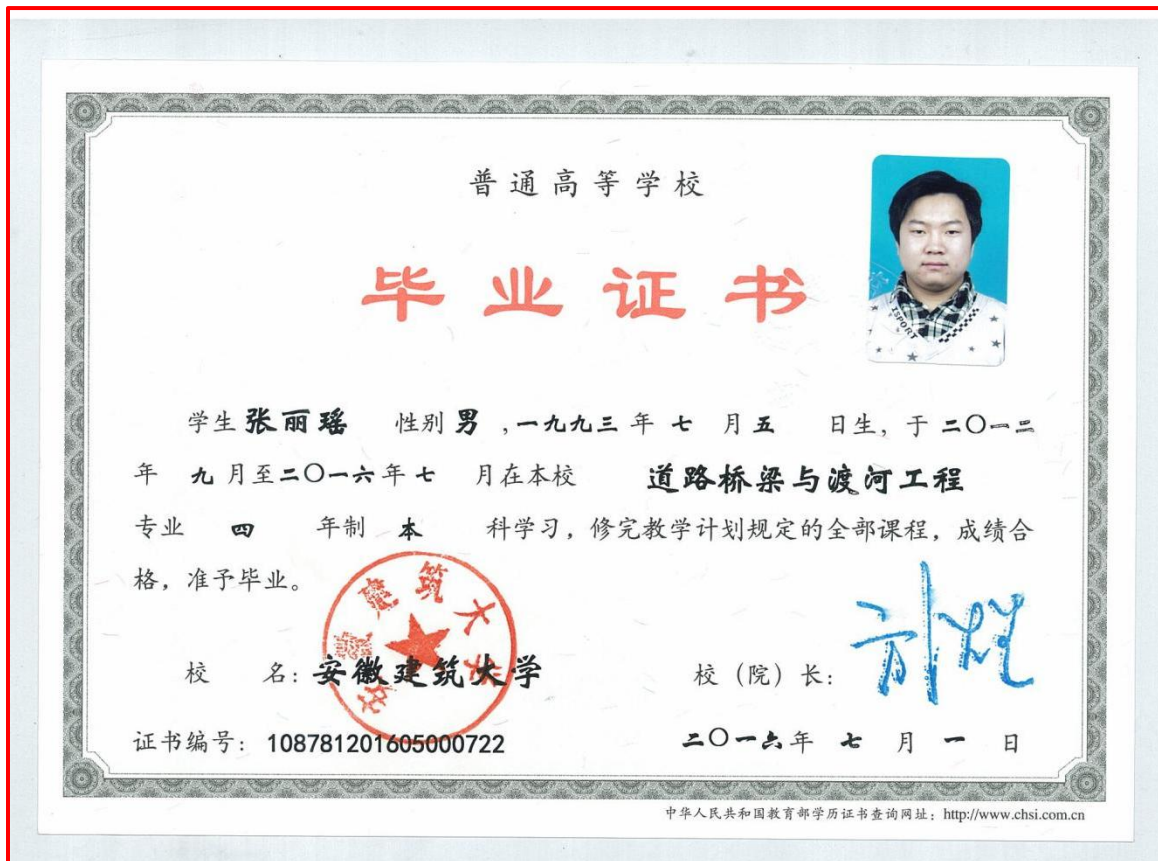 普通高等学校
毕业证书
学生 张丽瑶 性别 男 ,一九九三 年 七 月 五 日生, 于 二〇一二
年 九 月至 二〇一六 年 七 月在本校 道路桥梁与渡河工程
专业 四 年制 本 科学习, 修完教学计划规定的全部课程, 成绩合
格, 准予毕业。
安徽建筑大学
校 名: 安徽建筑大学 校 (院) 长:
证书编号: 108781201605000722 二〇一六 年 七 月 一 日
中华人民共和国教育部学历证书查询网址: http://www.chsi.com.cn
SPORT